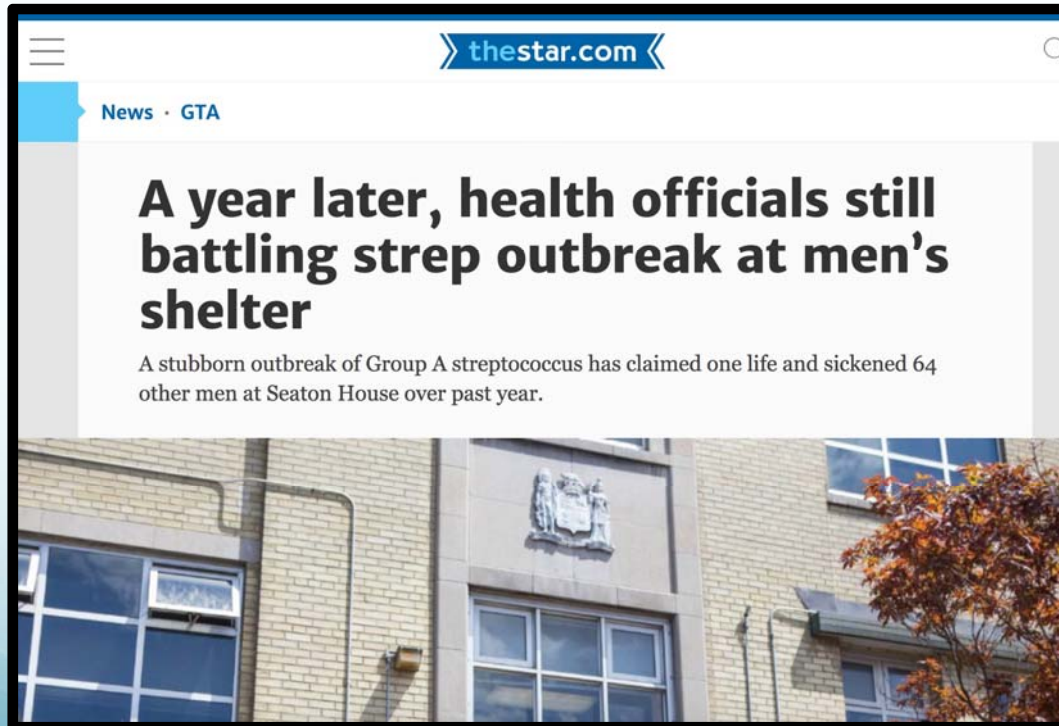 thestar.com
News · GTA
A year later, health officials still
battling strep outbreak at men’s
shelter
A stubborn outbreak of Group A streptococcus has claimed one life and sickened 64
other men at Seaton House over past year.